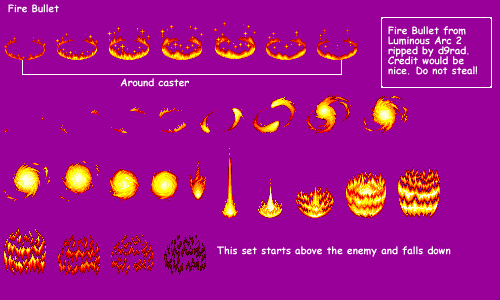 Fire Bullet
Fire Bullet from
Luminous Arc 2
ripped by d9rad.
Credit would be
nice. Do not steal!
Around caster
This set starts above the enemy and falls down